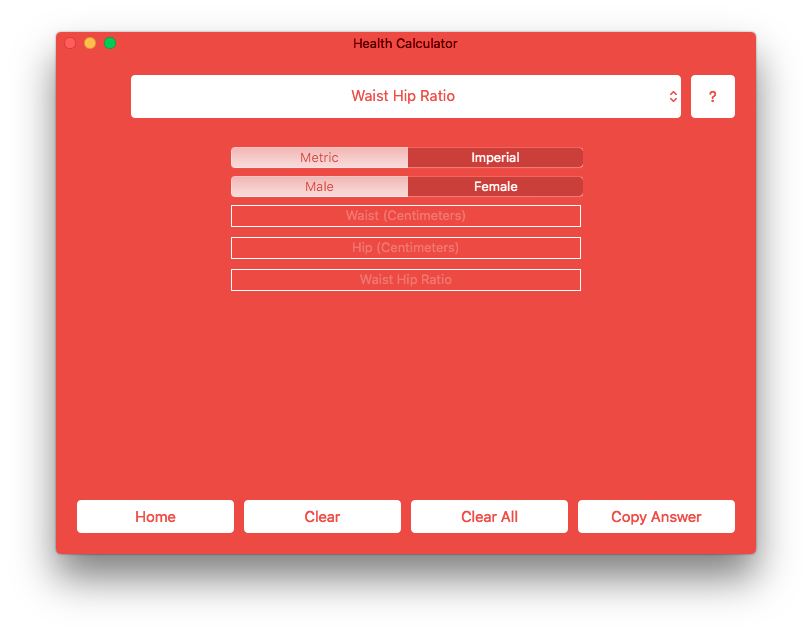 Health Calculator
Waist Hip Ratio ?
Metric Imperial
Male Female
Waist (Centimeters)
Hip (Centimeters)
Waist Hip Ratio
Home Clear Clear All Copy Answer